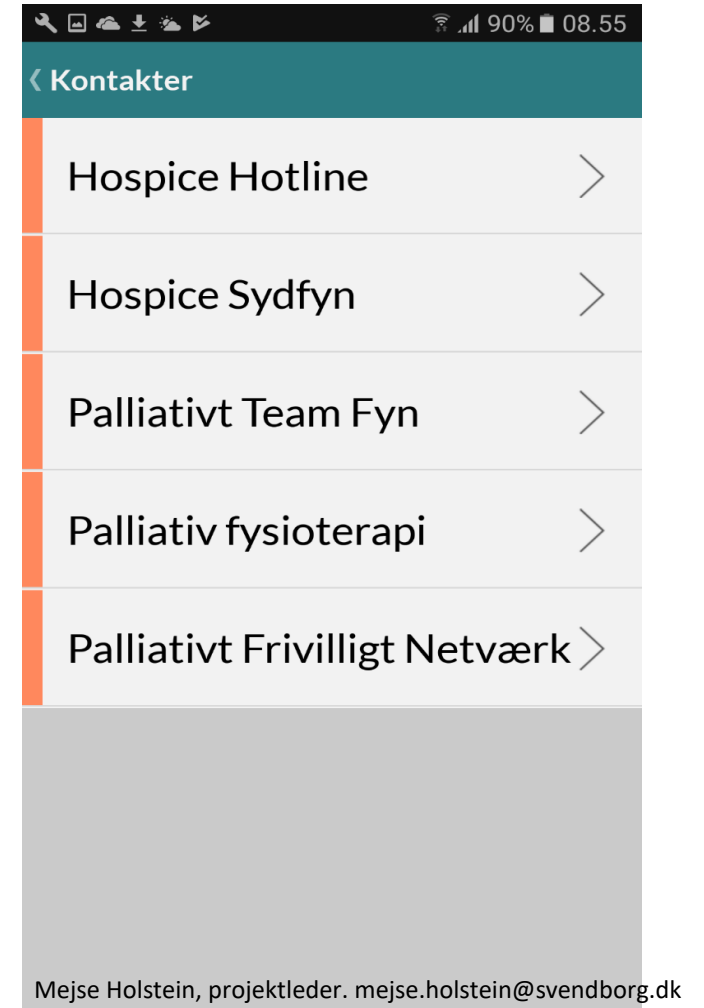 90% 08.55
Kontakter
Hospice Hotline
Hospice Sydfyn
Palliativt Team Fyn
Palliativ fysioterapi
Palliativt Frivilligt Netværk
Mejse Holstein, projektleder. mejse.holstein@svendborg.dk